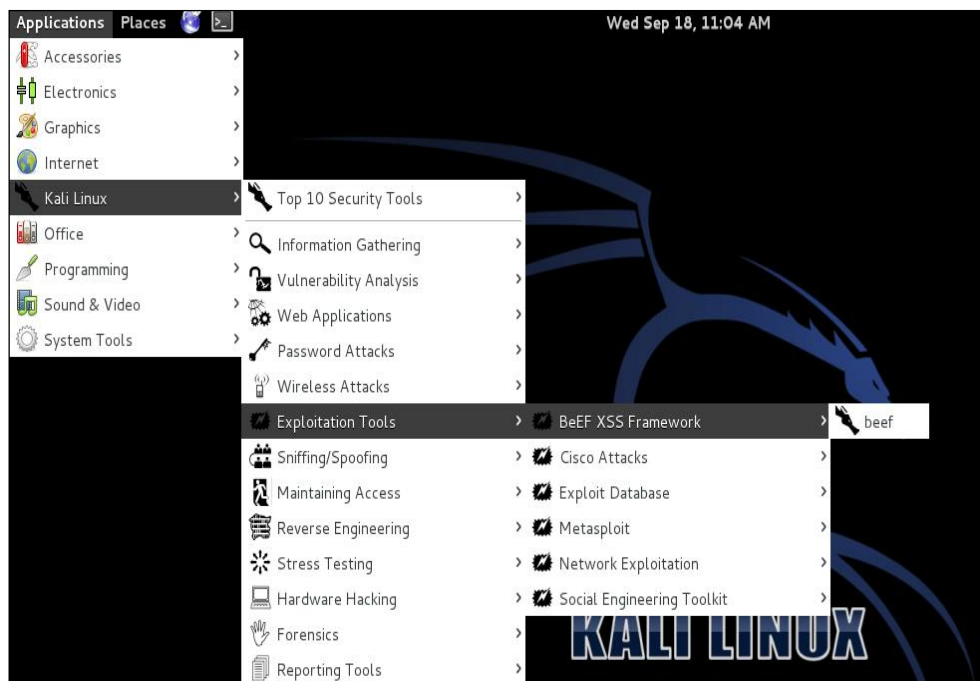 Applications Places Wed Sep 18, 11:04 AM
Accessories
Electronics
Graphics
Internet
Kali Linux
Office
Programming
Sound & Video
System Tools
Top 10 Security Tools
Information Gathering
Vulnerability Analysis
Web Applications
Password Attacks
Wireless Attacks
Exploitation Tools
Sniffing/Spoofing
Maintaining Access
Reverse Engineering
Stress Testing
Hardware Hacking
Forensics
Reporting Tools
BeEF XSS Framework
Cisco Attacks
Exploit Database
Metasploit
Network Exploitation
Social Engineering Toolkit
beef
KALI LINUX